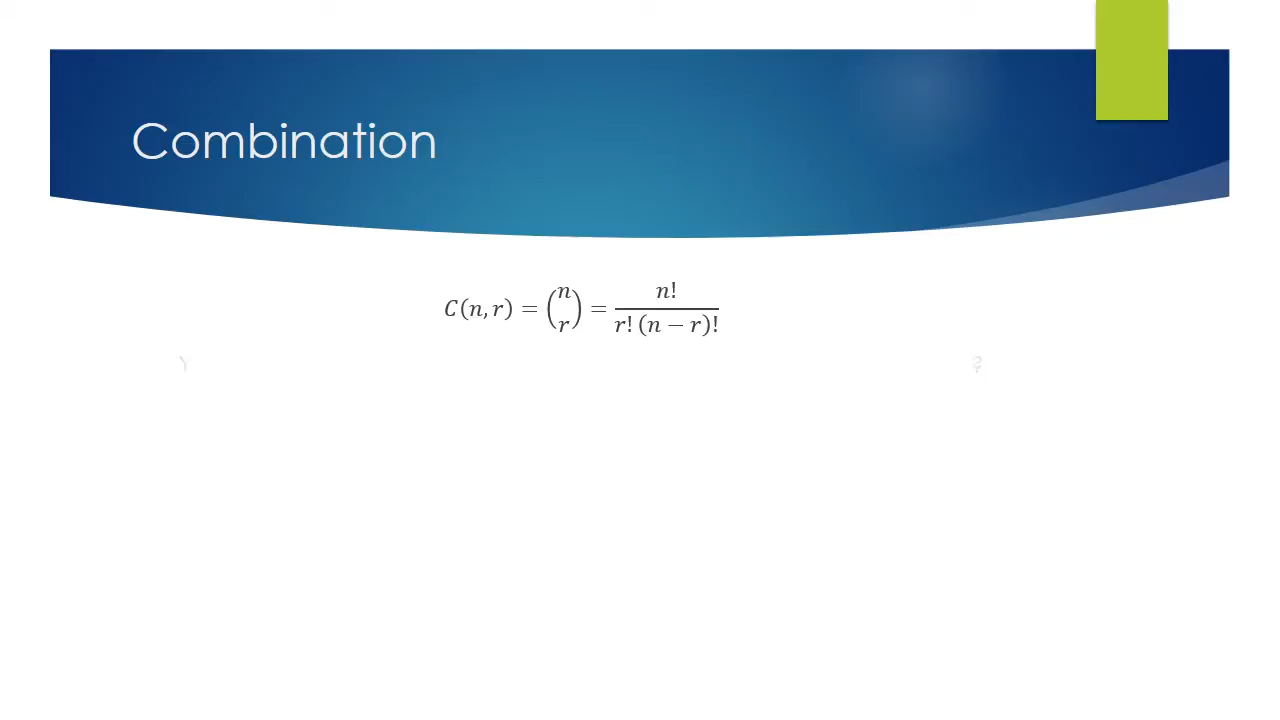 Combination
C(n, r) = (n r) = n! / r! (n − r)!
Y ?